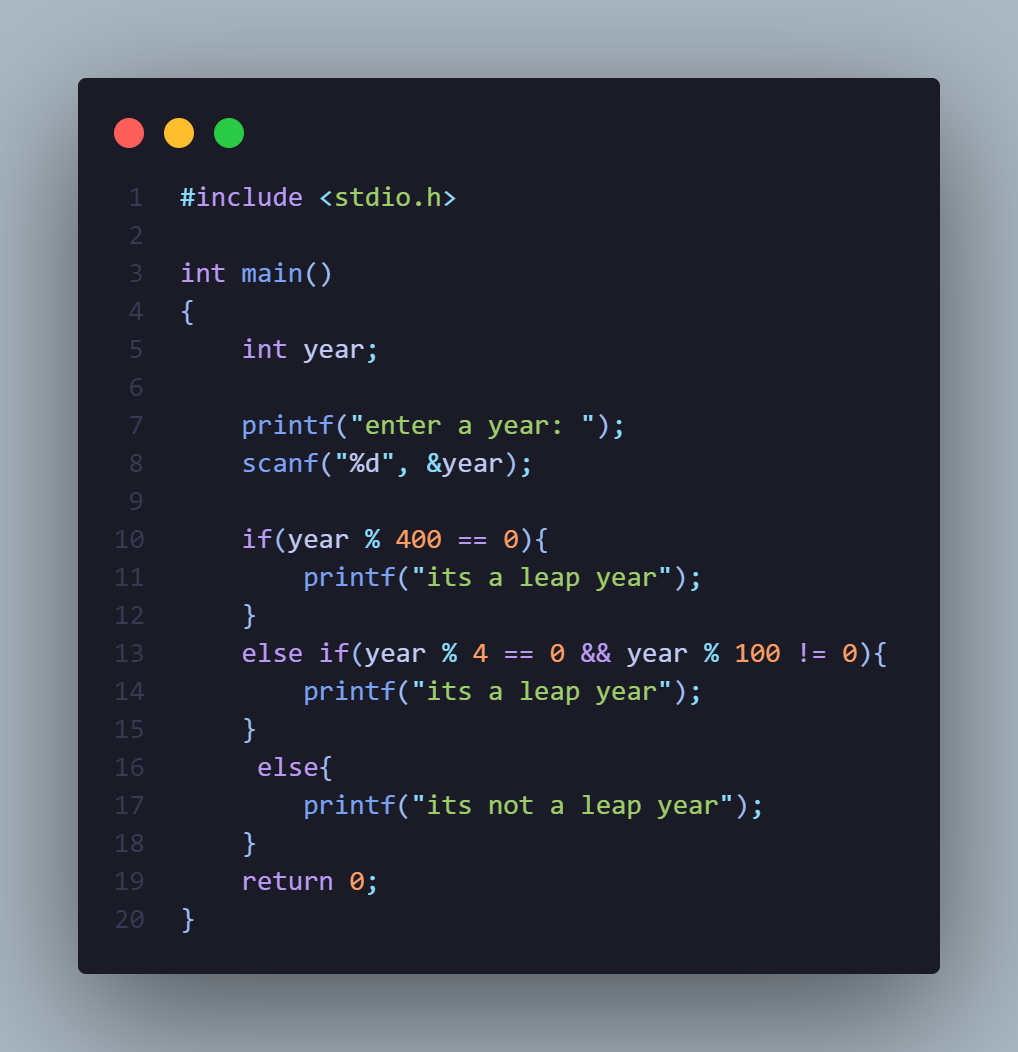 1 #include <stdio.h>
2
3 int main()
4 {
5     int year;
6
7     printf("enter a year: ");
8     scanf("%d", &year);
9
10     if(year % 400 == 0){
11         printf("its a leap year");
12     }
13     else if(year % 4 == 0 && year % 100 != 0){
14         printf("its a leap year");
15     }
16      else{
17         printf("its not a leap year");
18     }
19     return 0;
20 }